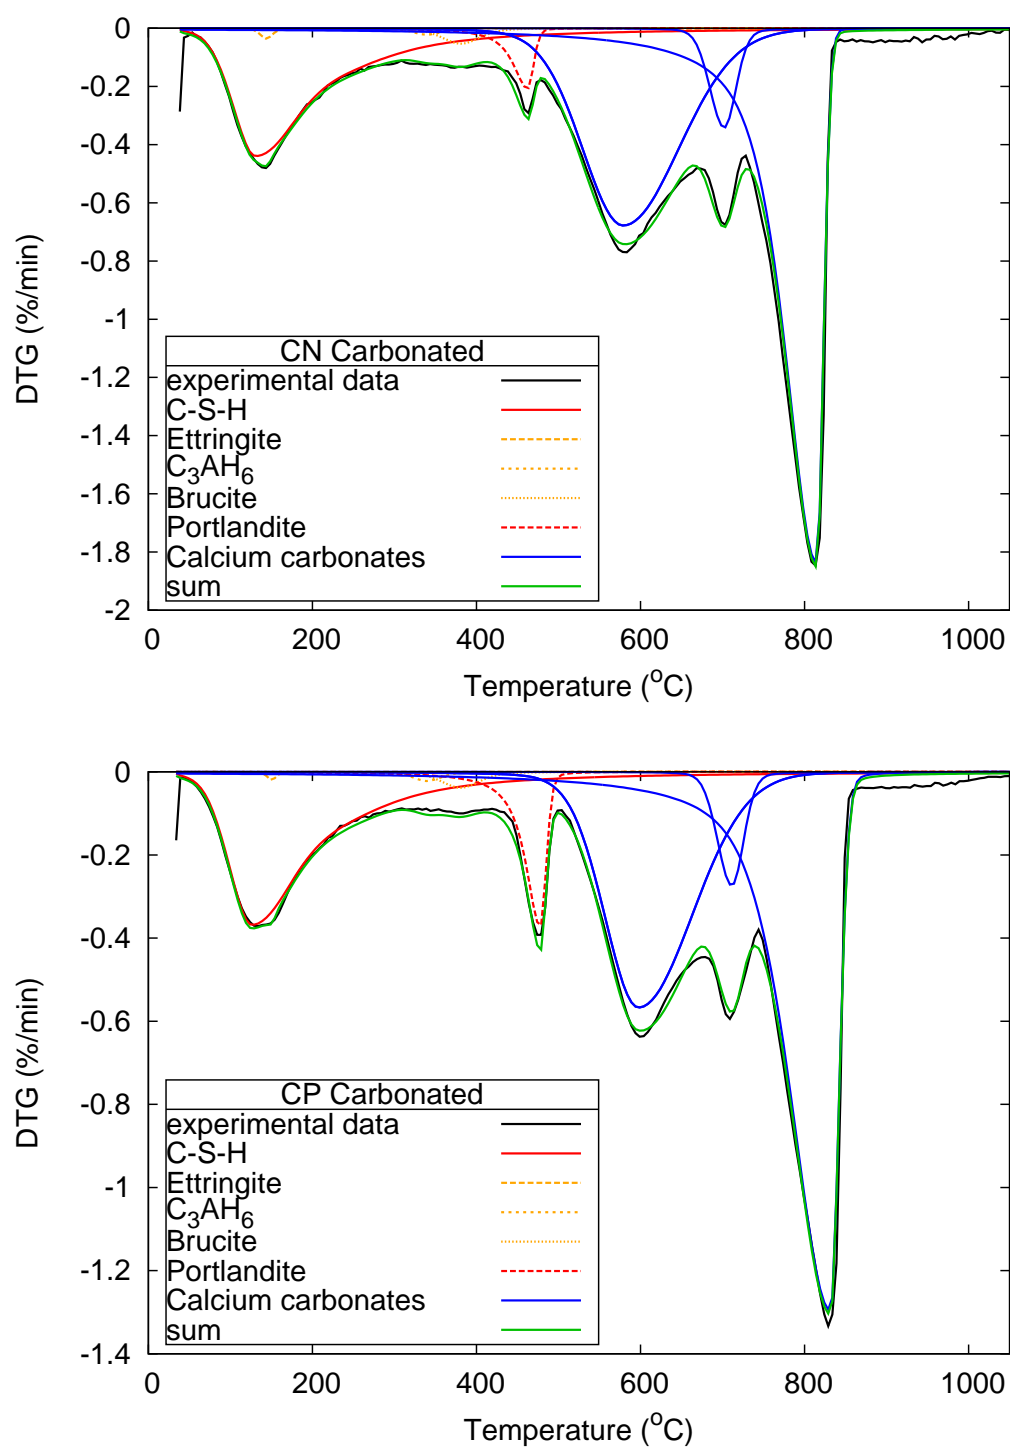 0
-0.2
-0.4
-0.6
-0.8
-1
-1.2
-1.4
-1.6
-1.8
-2
DTG (%/min)
CN Carbonated
experimental data
C-S-H
Ettringite
C₃AH₆
Brucite
Portlandite
Calcium carbonates
sum
0 200 400 600 800 1000
Temperature (°C)
0
-0.2
-0.4
-0.6
-0.8
-1
-1.2
-1.4
DTG (%/min)
CP Carbonated
experimental data
C-S-H
Ettringite
C₃AH₆
Brucite
Portlandite
Calcium carbonates
sum
0 200 400 600 800 1000
Temperature (°C)